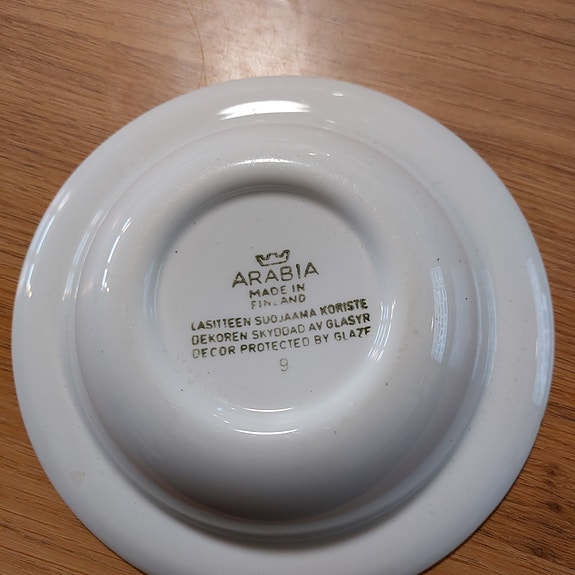 ARABIA
MADE IN
FINLAND
LASITTEEN SUOJAAMA KORISTE
DEKOREN SKYDDAD AV GLASYR
DECOR PROTECTED BY GLAZE
9